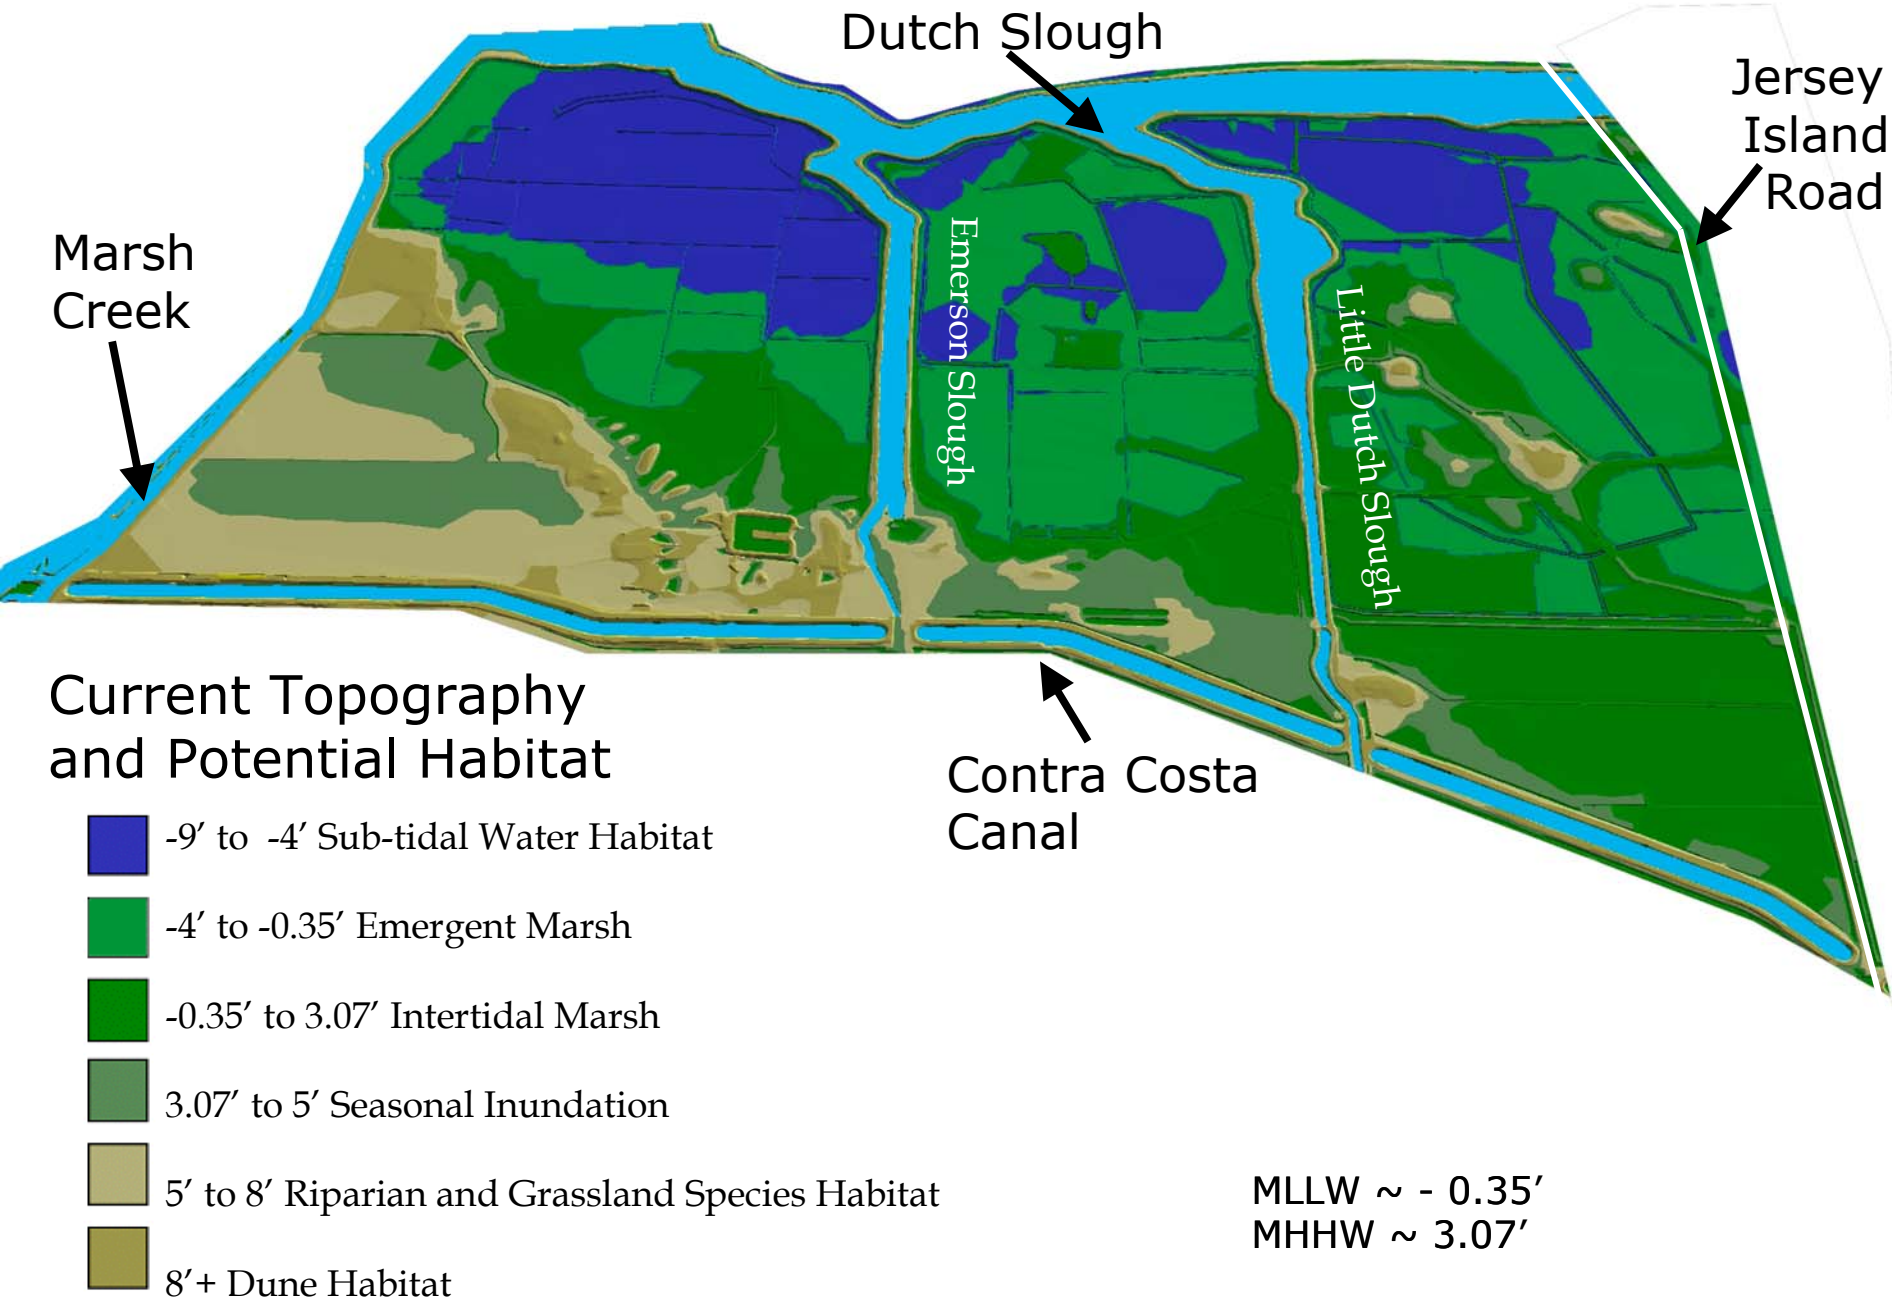 Dutch Slough
Jersey
Island
Road
Marsh
Creek
Emerson Slough
Little Dutch Slough
Current Topography
and Potential Habitat
Contra Costa
Canal
-9′ to -4′ Sub-tidal Water Habitat
-4′ to -0.35′ Emergent Marsh
-0.35′ to 3.07′ Intertidal Marsh
3.07′ to 5′ Seasonal Inundation
5′ to 8′ Riparian and Grassland Species Habitat
8′+ Dune Habitat
MLLW ~ - 0.35′
MHHW ~ 3.07′